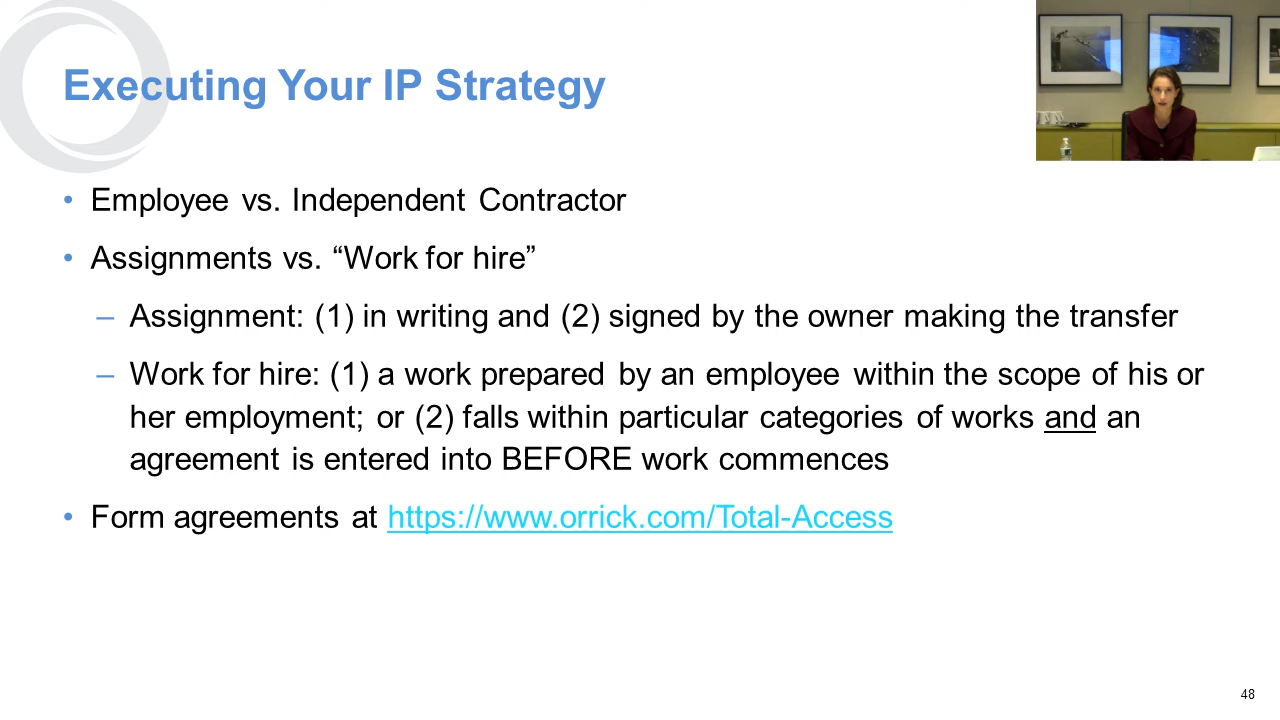 Executing Your IP Strategy
• Employee vs. Independent Contractor
• Assignments vs. “Work for hire”
– Assignment: (1) in writing and (2) signed by the owner making the transfer
– Work for hire: (1) a work prepared by an employee within the scope of his or
her employment; or (2) falls within particular categories of works and an
agreement is entered into BEFORE work commences
• Form agreements at https://www.orrick.com/Total-Access
48